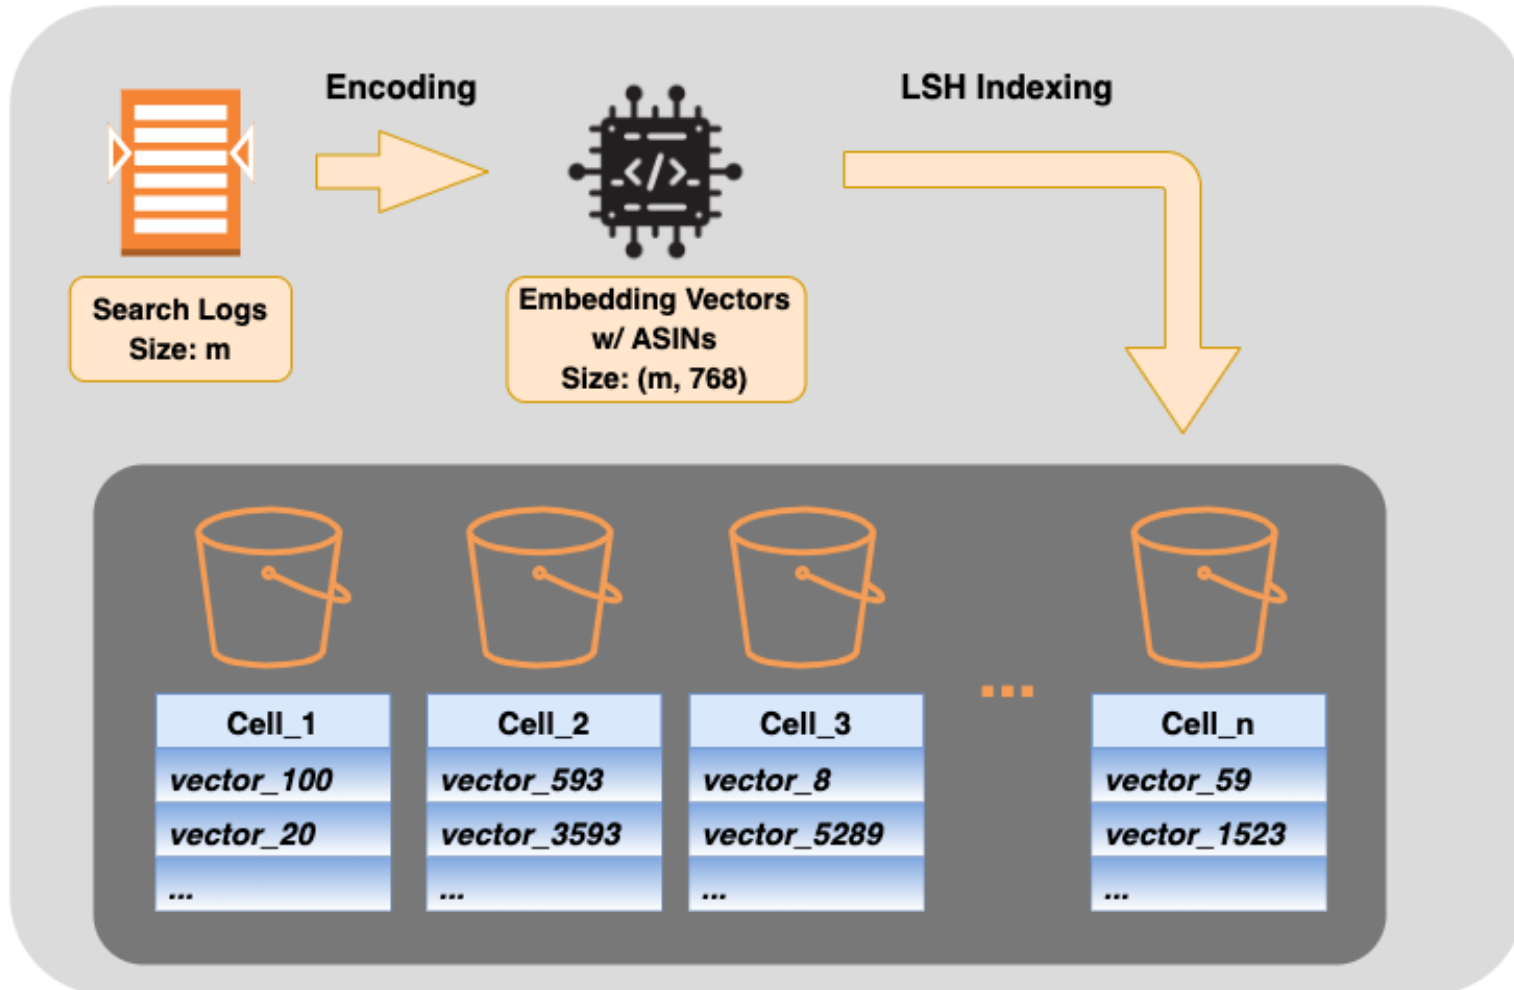 Encoding
LSH Indexing
</>
Search Logs
Size: m
Embedding Vectors
w/ ASINs
Size: (m, 768)
...
Cell_1
vector_100
vector_20
...
Cell_2
vector_593
vector_3593
...
Cell_3
vector_8
vector_5289
...
Cell_n
vector_59
vector_1523
...